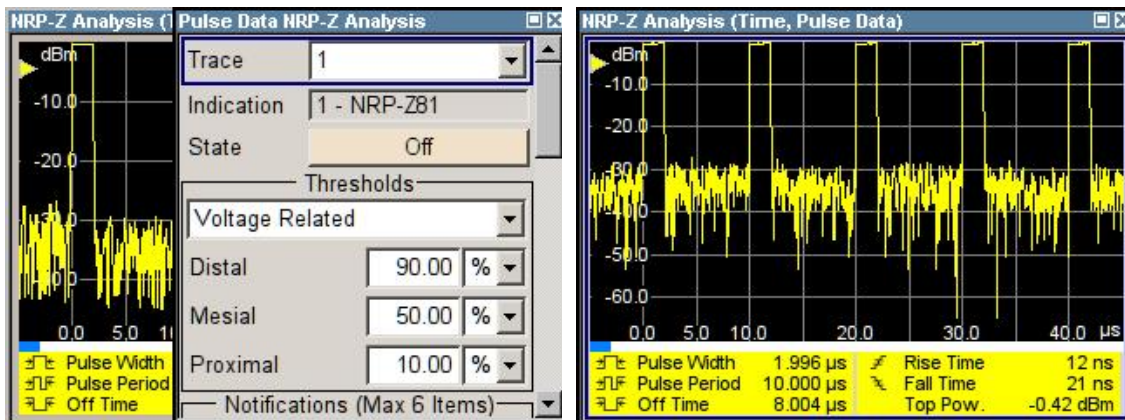 NRP-Z Analysis (T
dBm
-10.0
-20.0
0.0 5.0
Pulse Width
Pulse Period
Off Time
Pulse Data NRP-Z Analysis
Trace 1
Indication 1 - NRP-Z81
State Off
Thresholds
Voltage Related
Distal 90.00 %
Mesial 50.00 %
Proximal 10.00 %
Notifications (Max 6 Items)
NRP-Z Analysis (Time, Pulse Data)
dBm
-10.0
-20.0
-30.0
-40.0
-50.0
-60.0
0.0 5.0 10.0 20.0 30.0 40.0 µs
Pulse Width 1.996 µs Rise Time 12 ns
Pulse Period 10.000 µs Fall Time 21 ns
Off Time 8.004 µs Top Pow. -0.42 dBm